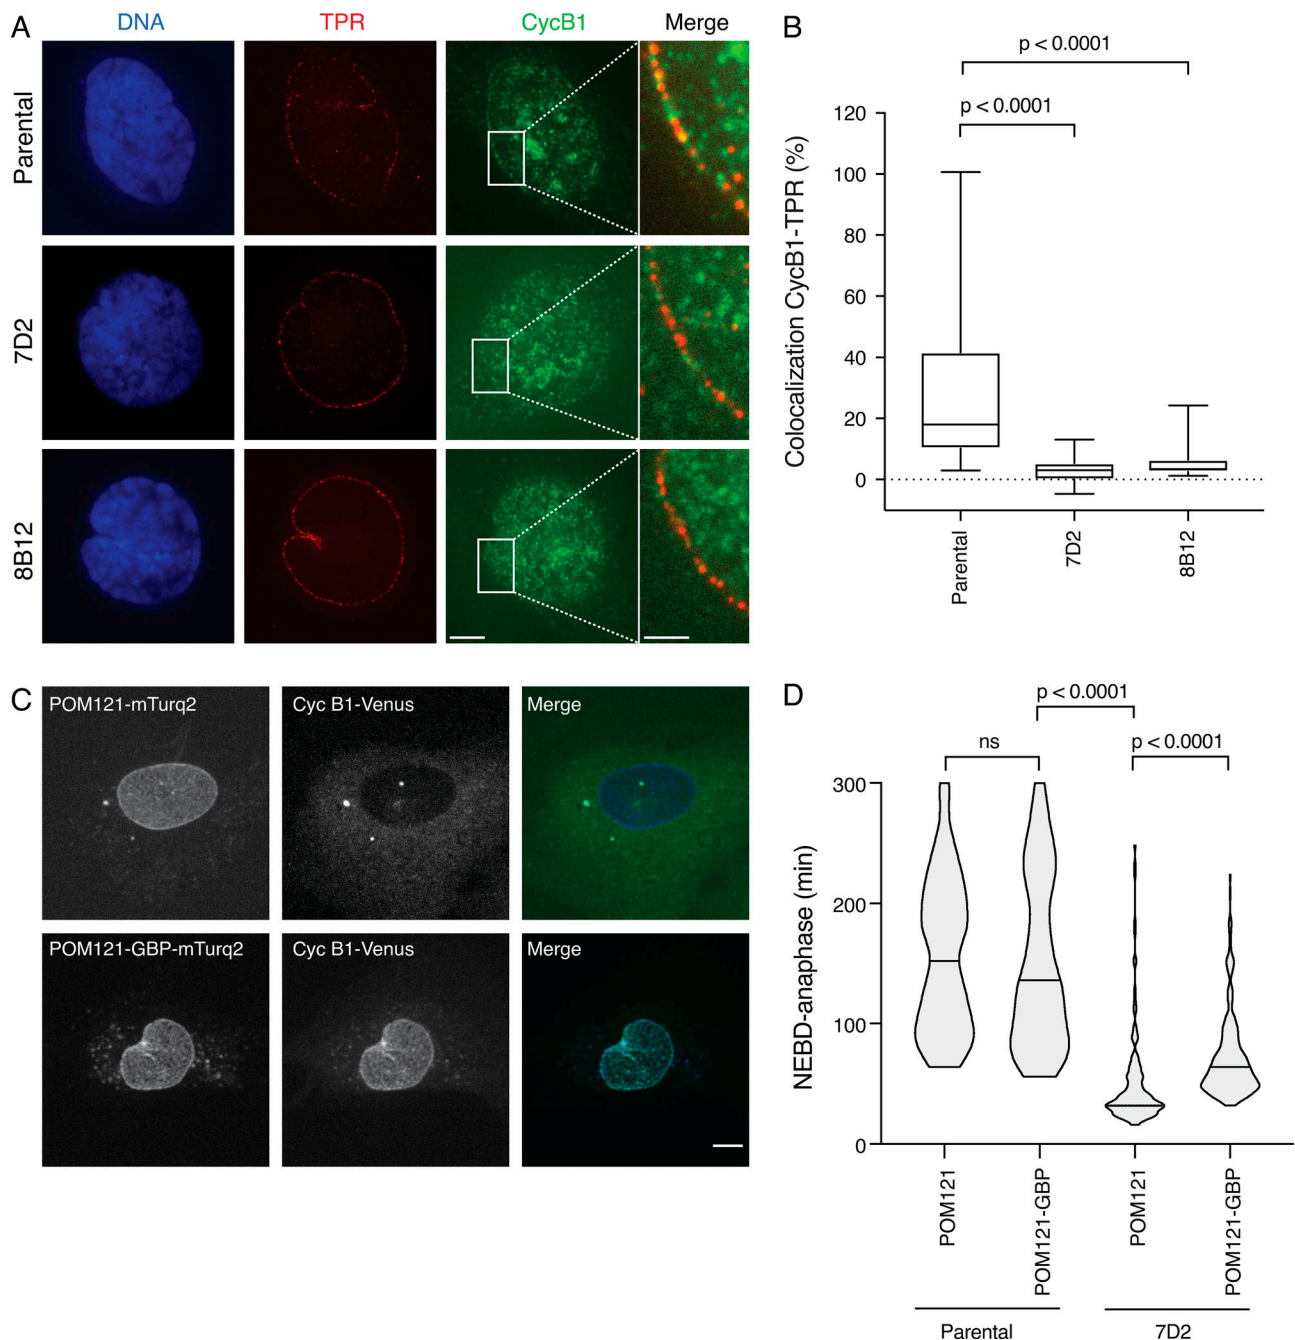 A
DNA
TPR
CycB1
Merge
Parental
7D2
8B12
B
p < 0.0001
p < 0.0001
Colocalization CycB1-TPR (%)
120
100
80
60
40
20
0
Parental
7D2
8B12
C
POM121-mTurq2
Cyc B1-Venus
Merge
POM121-GBP-mTurq2
Cyc B1-Venus
Merge
D
p < 0.0001
ns
p < 0.0001
NEBD-anaphase (min)
300
200
100
0
POM121
POM121-GBP
POM121
POM121-GBP
Parental
7D2